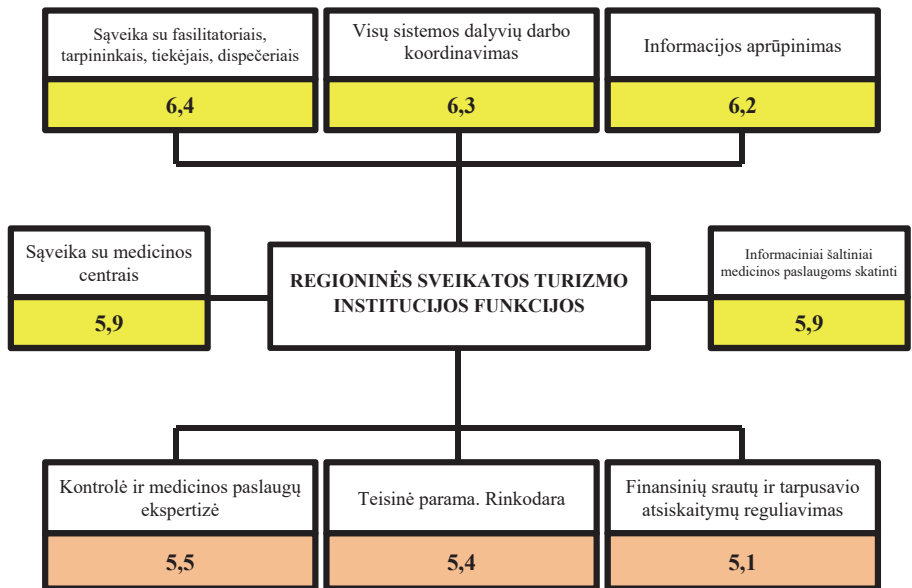 Sąveika su fasilitatoriais,
tarpininkais, tiekėjais, dispečeriais
6,4
Visų sistemos dalyvių darbo
koordinavimas
6,3
Informacijos aprūpinimas
6,2
Sąveika su medicinos
centrais
5,9
REGIONINĖS SVEIKATOS TURIZMO
INSTITUCIJOS FUNKCIJOS
Informaciniai šaltiniai
medicinos paslaugoms skatinti
5,9
Kontrolė ir medicinos paslaugų
ekspertizė
5,5
Teisinė parama. Rinkodara
5,4
Finansinių srautų ir tarpusavio
atsiskaitymų reguliavimas
5,1